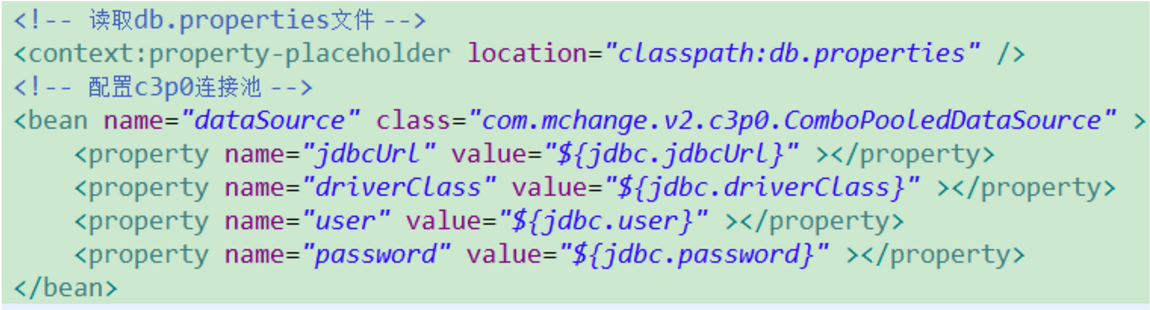 <!-- 读取db.properties文件 -->
<context:property-placeholder location="classpath:db.properties" />
<!-- 配置c3p0连接池 -->
<bean name="dataSource" class="com.mchange.v2.c3p0.ComboPooledDataSource" >
    <property name="jdbcUrl" value="${jdbc.jdbcUrl}" ></property>
    <property name="driverClass" value="${jdbc.driverClass}" ></property>
    <property name="user" value="${jdbc.user}" ></property>
    <property name="password" value="${jdbc.password}" ></property>
</bean>